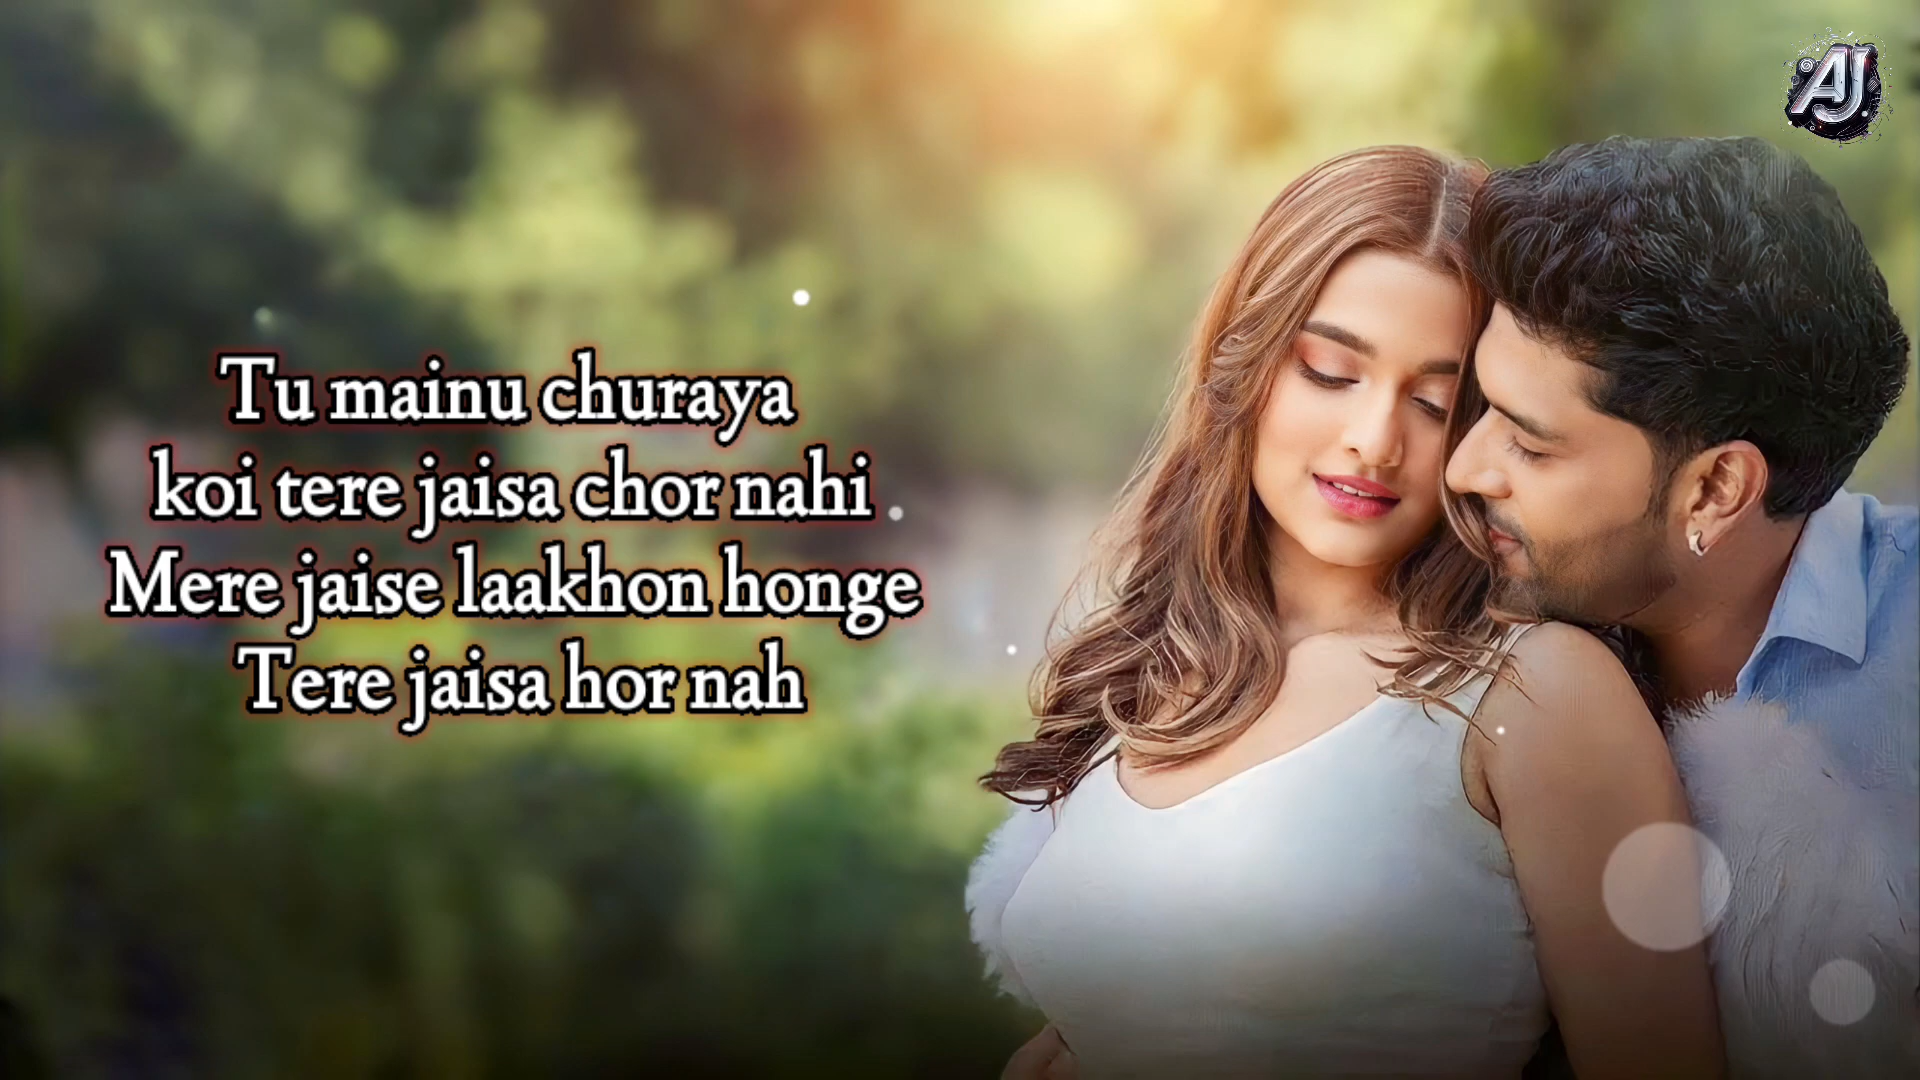 AJ
Tu mainu churaya
koi tere jaisa chor nahi
Mere jaise laakhon honge
Tere jaisa hor nah